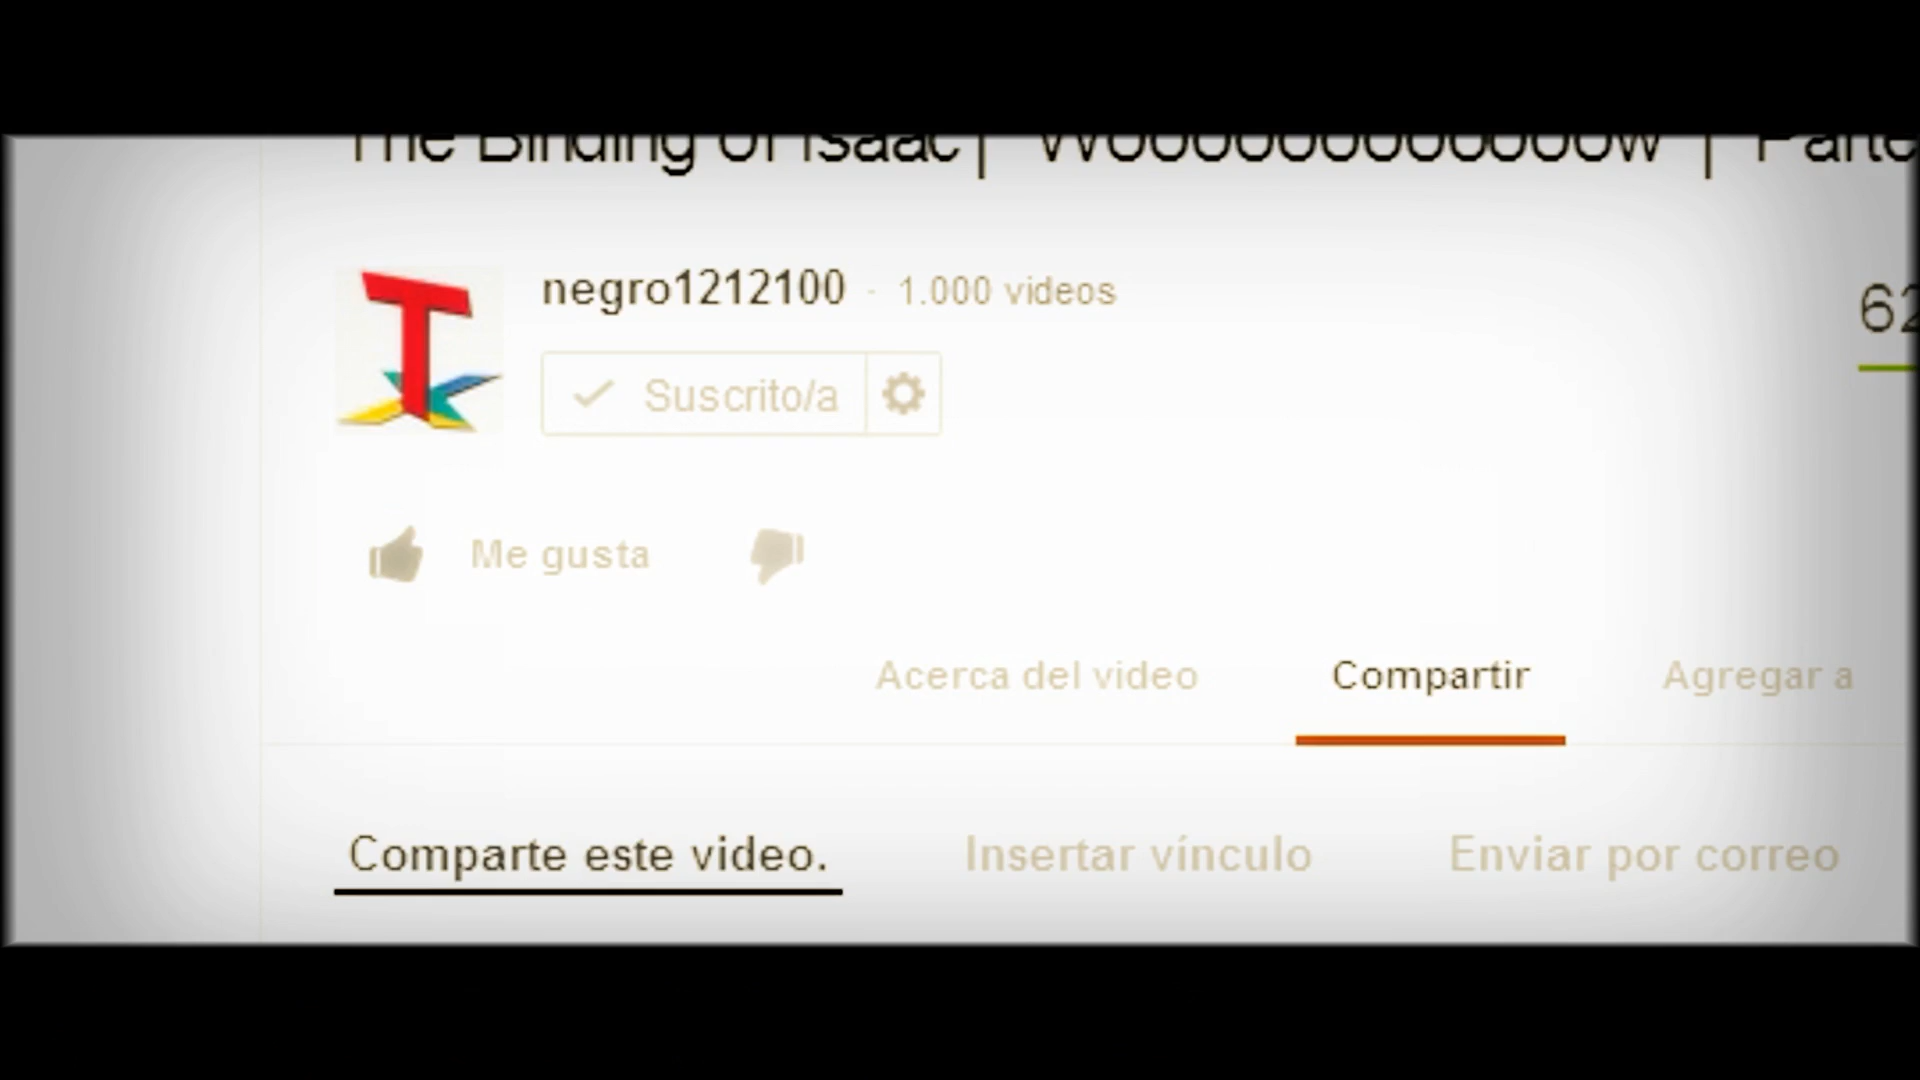 The Binding of Isaac | Wooooooooooooow | Parte
negro1212100 - 1.000 videos
Suscrito/a
62
Me gusta
Acerca del video Compartir Agregar a
Comparte este video. Insertar vínculo Enviar por correo